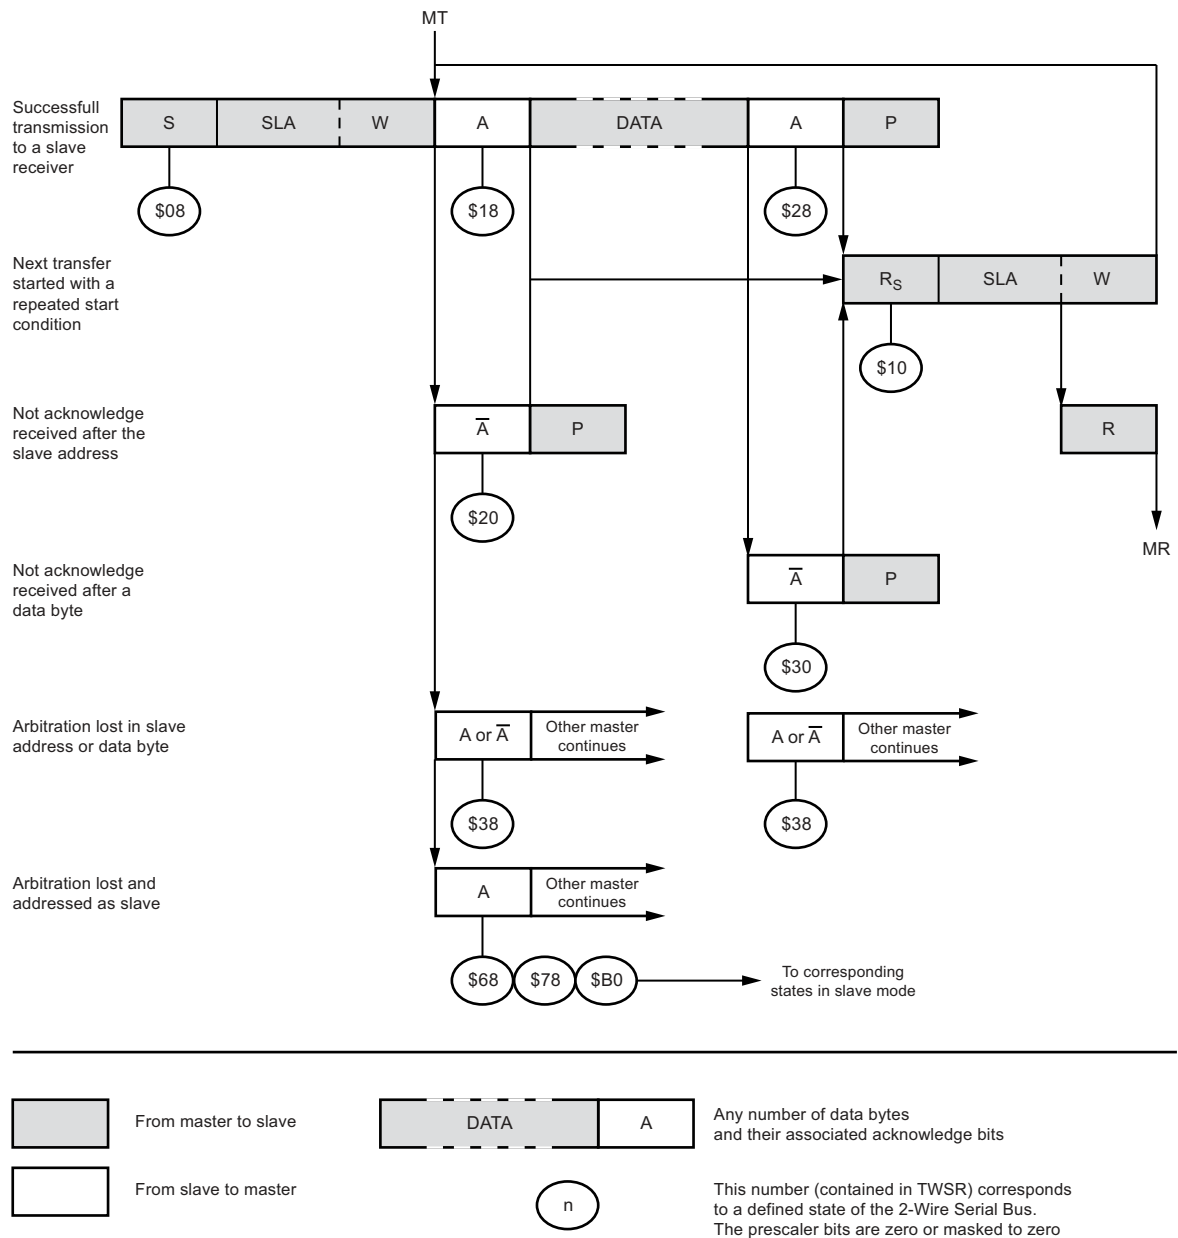 MT
Successfull
transmission
to a slave
receiver
S SLA W A DATA A P
$08 $18 $28
Next transfer
started with a
repeated start
condition
RS SLA W
$10
Not acknowledge
received after the
slave address
A̅ P
R
$20
MR
Not acknowledge
received after a
data byte
A̅ P
$30
Arbitration lost in slave
address or data byte
A or A̅
Other master
continues
A or A̅
Other master
continues
$38 $38
Arbitration lost and
addressed as slave
A
Other master
continues
$68 $78 $B0
To corresponding
states in slave mode
From master to slave
DATA A
Any number of data bytes
and their associated acknowledge bits
From slave to master
n
This number (contained in TWSR) corresponds
to a defined state of the 2-Wire Serial Bus.
The prescaler bits are zero or masked to zero